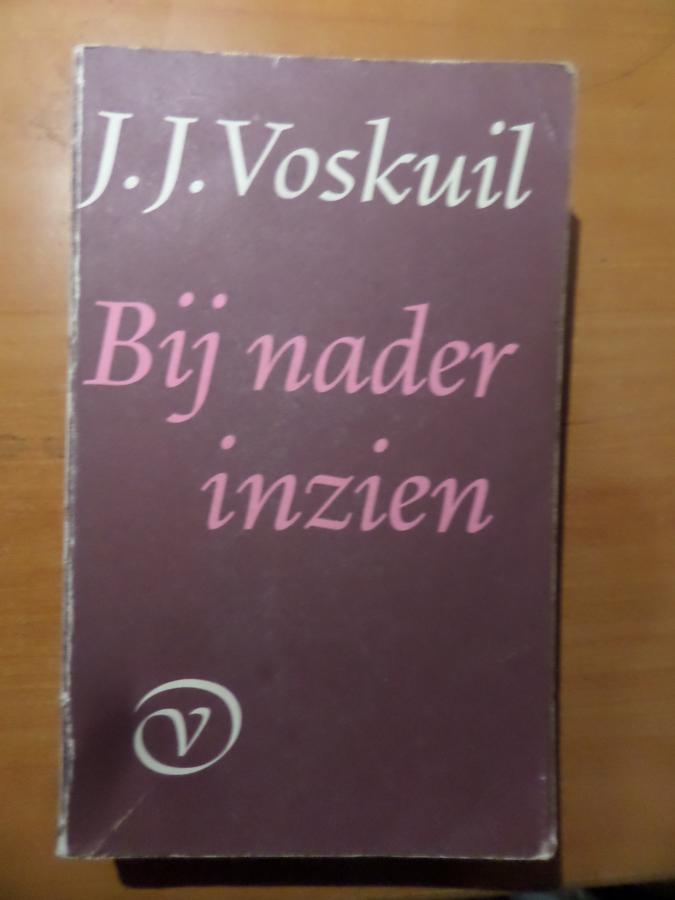 J.J. Voskuil
Bij nader
inzien
v